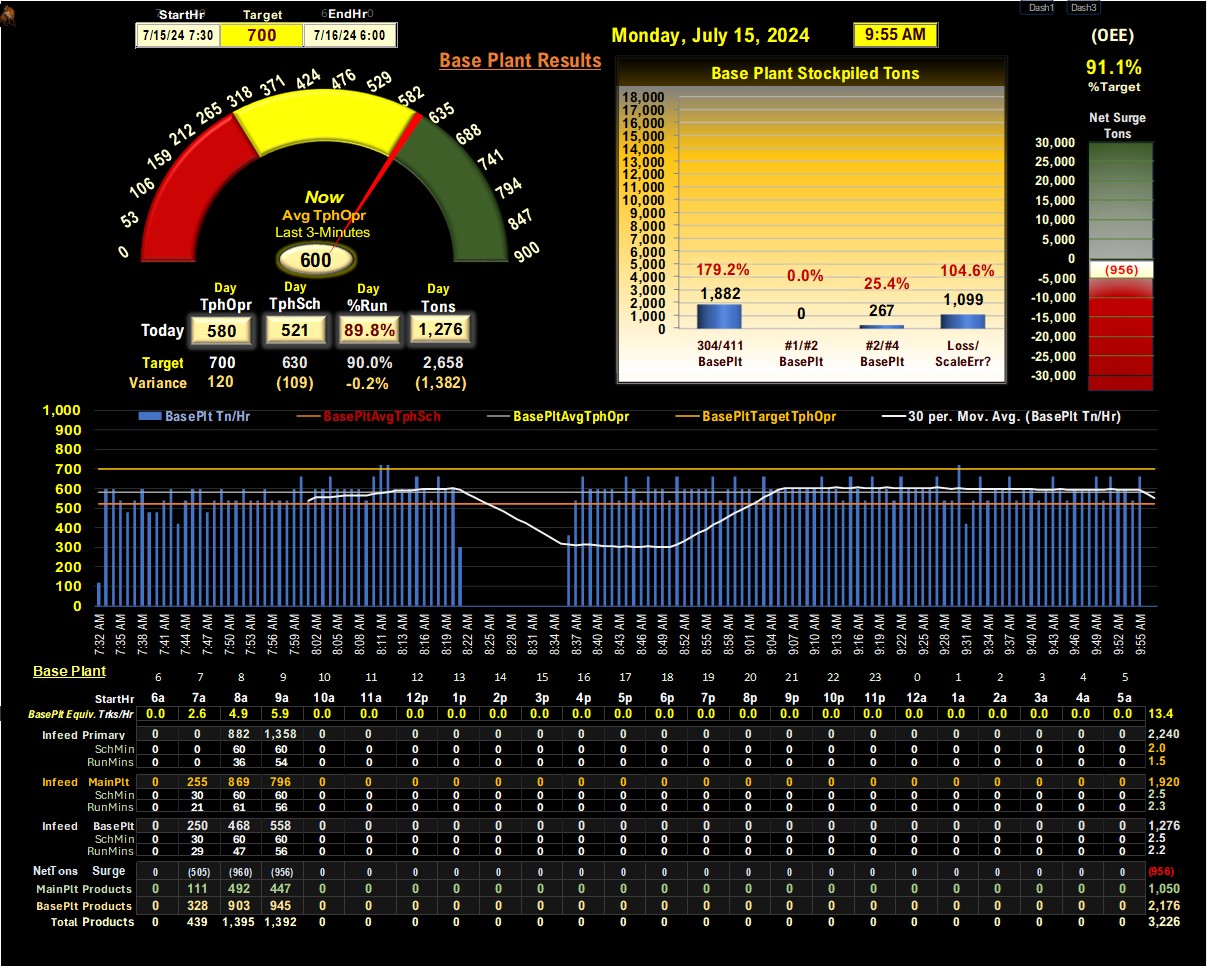 Dash1 Dash3
StartHr Target EndHr
7/15/24 7:30 700 7/16/24 6:00
Monday, July 15, 2024 9:55 AM
(OEE)
91.1%
%Target
Base Plant Results
Base Plant Stockpiled Tons
Net Surge
Tons
0 53 106 159 212 265 318 371 424 476 529 582 635 688 741 794 847 900
Now
Avg TphOpr
Last 3-Minutes
600
Day Day Day Day
TphOpr TphSch %Run Tons
Today 580 521 89.8% 1,276
Target 700 630 90.0% 2,658
Variance 120 (109) -0.2% (1,382)
18,000
17,000
16,000
15,000
14,000
13,000
12,000
11,000
10,000
9,000
8,000
7,000
6,000
5,000
4,000
3,000
2,000
1,000
0
179.2% 0.0% 25.4% 104.6%
1,882 0 267 1,099
304/411 #1/#2 #2/#4 Loss/
BasePlt BasePlt BasePlt ScaleErr?
30,000
25,000
20,000
15,000
10,000
5,000
0
-5,000
-10,000
-15,000
-20,000
-25,000
-30,000
(956)
BasePlt Tn/Hr BasePltAvgTphSch BasePltAvgTphOpr BasePltTargetTphOpr 30 per. Mov. Avg. (BasePlt Tn/Hr)
1,000
900
800
700
600
500
400
300
200
100
0
7:32 AM 7:35 AM 7:38 AM 7:41 AM 7:44 AM 7:47 AM 7:50 AM 7:53 AM 7:56 AM 7:59 AM 8:02 AM 8:05 AM 8:08 AM 8:11 AM 8:13 AM 8:16 AM 8:19 AM 8:22 AM 8:25 AM 8:28 AM 8:31 AM 8:34 AM 8:37 AM 8:40 AM 8:43 AM 8:46 AM 8:49 AM 8:52 AM 8:55 AM 8:58 AM 9:01 AM 9:04 AM 9:07 AM 9:10 AM 9:13 AM 9:16 AM 9:19 AM 9:22 AM 9:25 AM 9:28 AM 9:31 AM 9:34 AM 9:37 AM 9:40 AM 9:43 AM 9:46 AM 9:49 AM 9:52 AM 9:55 AM
Base Plant 6 7 8 9 10 11 12 13 14 15 16 17 18 19 20 21 22 23 0 1 2 3 4 5
StartHr 6a 7a 8a 9a 10a 11a 12p 1p 2p 3p 4p 5p 6p 7p 8p 9p 10p 11p 12a 1a 2a 3a 4a 5a
BasePlt Equiv. Trks/Hr 0.0 2.6 4.9 5.9 0.0 0.0 0.0 0.0 0.0 0.0 0.0 0.0 0.0 0.0 0.0 0.0 0.0 0.0 0.0 0.0 0.0 0.0 0.0 0.0 13.4
Infeed Primary 0 0 882 1,358 0 0 0 0 0 0 0 0 0 0 0 0 0 0 0 0 0 0 0 0 2,240
SchMin 0 0 60 60 0 0 0 0 0 0 0 0 0 0 0 0 0 0 0 0 0 0 0 0 2.0
RunMins 0 0 36 54 0 0 0 0 0 0 0 0 0 0 0 0 0 0 0 0 0 0 0 0 1.5
Infeed MainPlt 0 255 869 796 0 0 0 0 0 0 0 0 0 0 0 0 0 0 0 0 0 0 0 0 1,920
SchMin 0 30 60 60 0 0 0 0 0 0 0 0 0 0 0 0 0 0 0 0 0 0 0 0 2.5
RunMins 0 21 61 56 0 0 0 0 0 0 0 0 0 0 0 0 0 0 0 0 0 0 0 0 2.3
Infeed BasePlt 0 250 468 558 0 0 0 0 0 0 0 0 0 0 0 0 0 0 0 0 0 0 0 0 1,276
SchMin 0 30 60 60 0 0 0 0 0 0 0 0 0 0 0 0 0 0 0 0 0 0 0 0 2.5
RunMins 0 29 47 56 0 0 0 0 0 0 0 0 0 0 0 0 0 0 0 0 0 0 0 0 2.2
NetTons Surge 0 (505) (960) (956) 0 0 0 0 0 0 0 0 0 0 0 0 0 0 0 0 0 0 0 0 (956)
MainPlt Products 0 111 492 447 0 0 0 0 0 0 0 0 0 0 0 0 0 0 0 0 0 0 0 0 1,050
BasePlt Products 0 328 903 945 0 0 0 0 0 0 0 0 0 0 0 0 0 0 0 0 0 0 0 0 2,176
Total Products 0 439 1,395 1,392 0 0 0 0 0 0 0 0 0 0 0 0 0 0 0 0 0 0 0 0 3,226